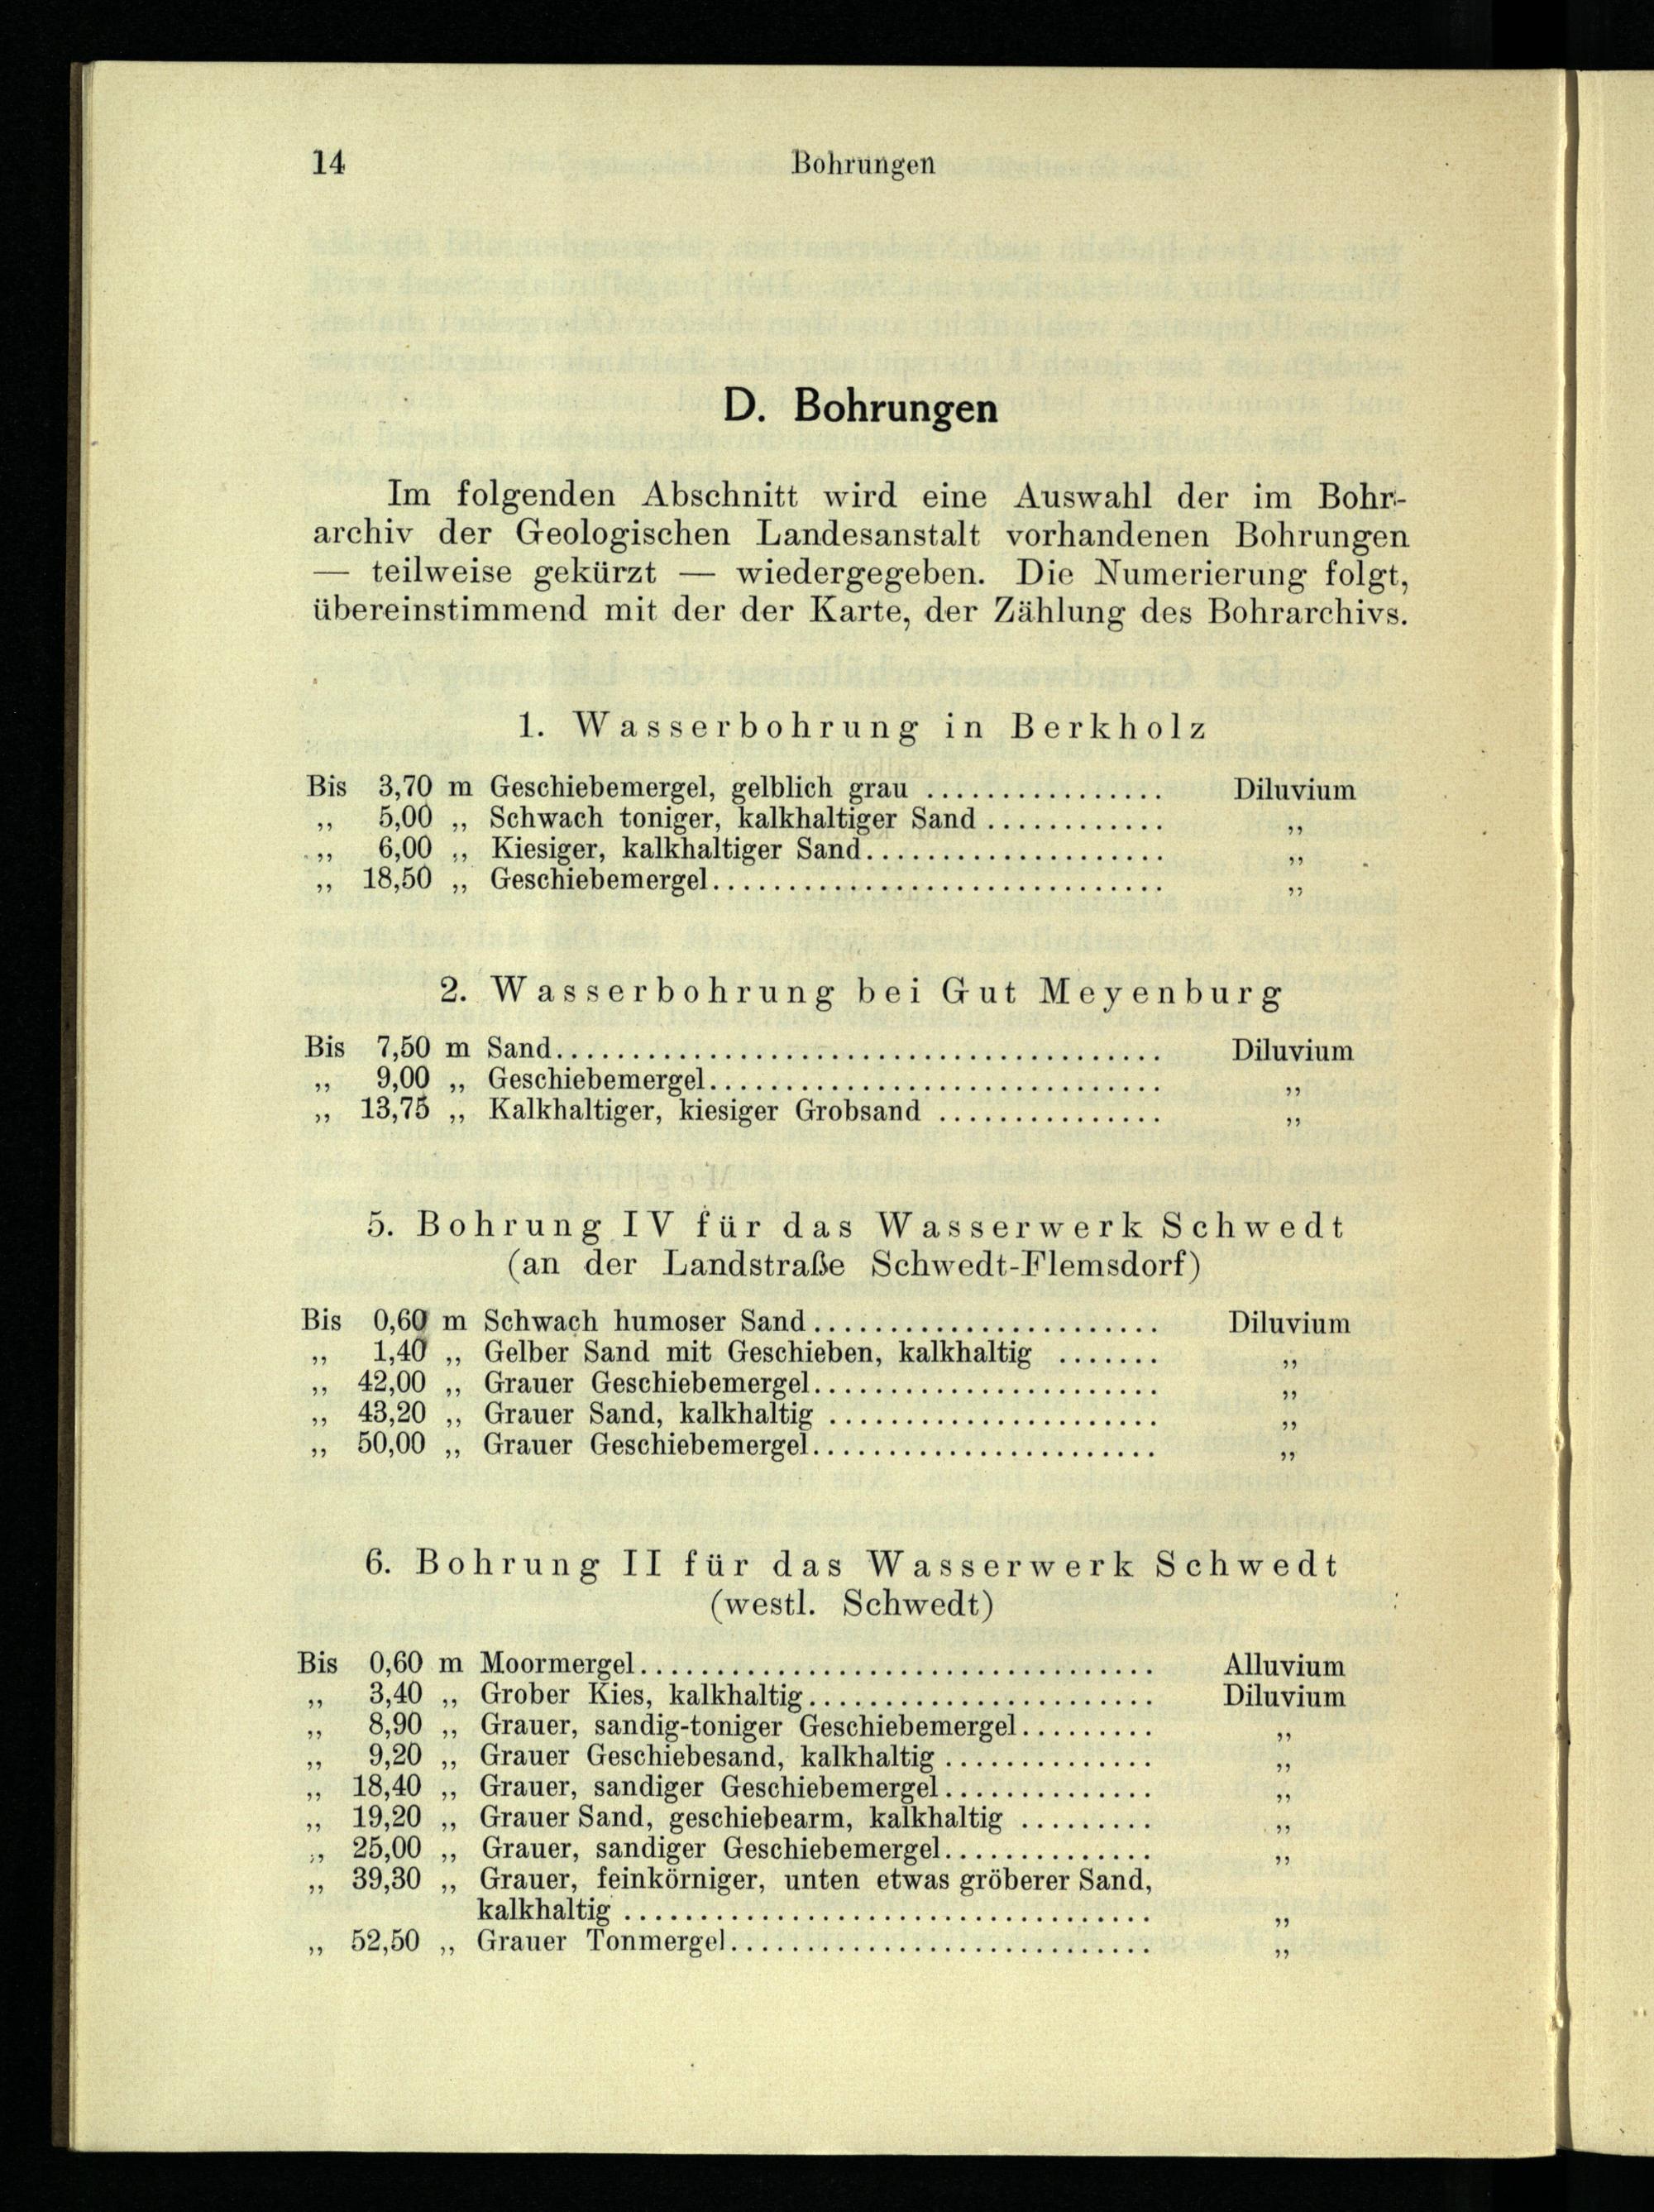 14 Bohrungen
D. Bohrungen
Im folgenden Abschnitt wird eine Auswahl der im Bohr-
archiv der Geologischen Landesanstalt vorhandenen Bohrungen
— teilweise gekürzt — wiedergegeben. Die Numerierung folgt,
übereinstimmend mit der der Karte, der Zählung des Bohrarchivs.
1. Wasserbohrung in Berkholz
Bis 3,70 m Geschiebemergel, gelblich grau ................ Diluvium
„ 5,00 „ Schwach toniger, kalkhaltiger Sand ............ „
„ 6,00 „ Kiesiger, kalkhaltiger Sand.................... „
„ 18,50 „ Geschiebemergel.............................. „
2. Wasserbohrung bei Gut Meyenburg
Bis 7,50 m Sand........................................ Diluvium
„ 9,00 „ Geschiebemergel.............................. „
„ 13,75 „ Kalkhaltiger, kiesiger Grobsand ............... „
5. Bohrung IV für das Wasserwerk Schwedt
(an der Landstraße Schwedt-Flemsdorf)
Bis 0,60 m Schwach humoser Sand....................... Diluvium
„ 1,40 „ Gelber Sand mit Geschieben, kalkhaltig ....... „
„ 42,00 „ Grauer Geschiebemergel....................... „
„ 43,20 „ Grauer Sand, kalkhaltig ...................... „
„ 50,00 „ Grauer Geschiebemergel....................... „
6. Bohrung II für das Wasserwerk Schwedt
(westl. Schwedt)
Bis 0,60 m Moormergel.................................. Alluvium
„ 3,40 „ Grober Kies, kalkhaltig....................... Diluvium
„ 8,90 „ Grauer, sandig-toniger Geschiebemergel......... „
„ 9,20 „ Grauer Geschiebesand, kalkhaltig .............. „
„ 18,40 „ Grauer, sandiger Geschiebemergel.............. „
„ 19,20 „ Grauer Sand, geschiebearm, kalkhaltig ......... „
„ 25,00 „ Grauer, sandiger Geschiebemergel.............. „
„ 39,30 „ Grauer, feinkörniger, unten etwas gröberer Sand,
kalkhaltig ................................... „
„ 52,50 „ Grauer Tonmergel............................ „